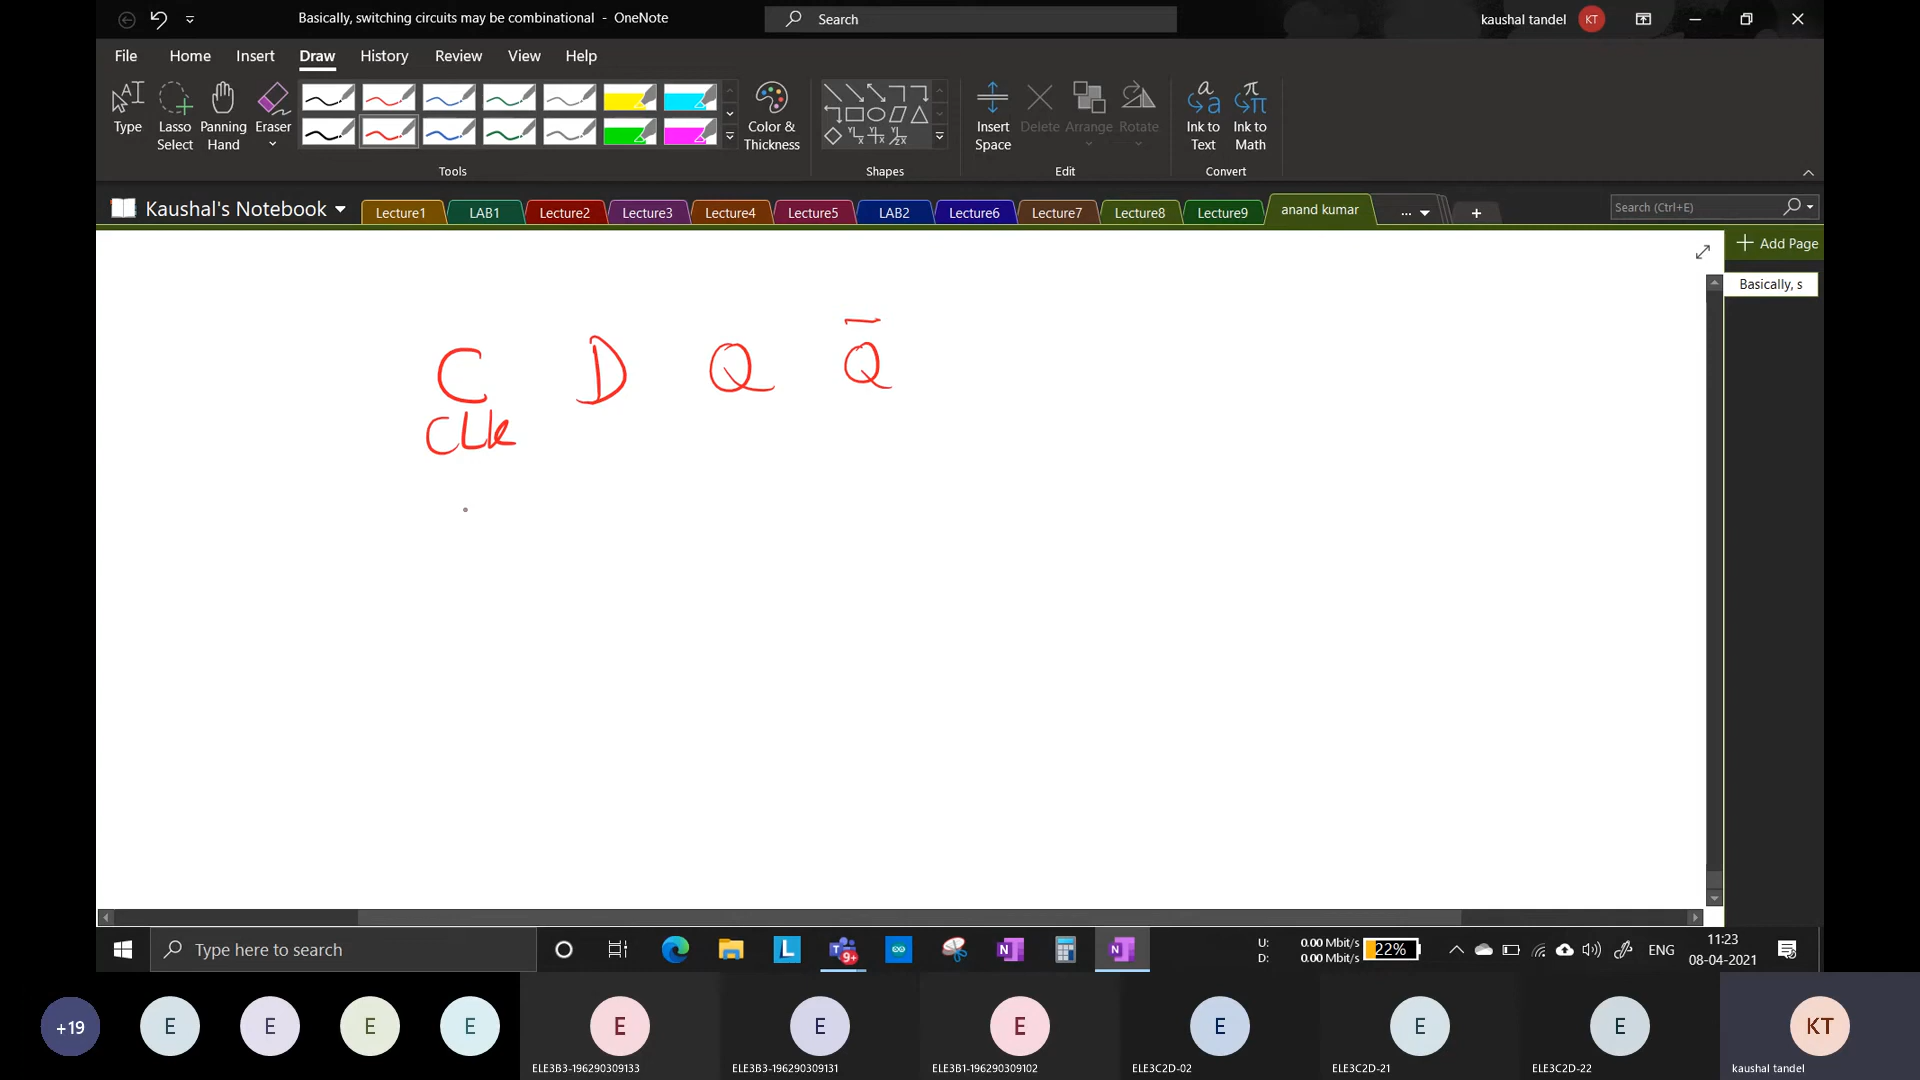 Basically, switching circuits may be combinational - OneNote
Search
kaushal tandel KT
File Home Insert Draw History Review View Help
Type
Lasso Select
Panning Hand
Eraser
Color & Thickness
Insert Space
Delete
Arrange
Rotate
Ink to Text
Ink to Math
Tools Shapes Edit Convert
Kaushal's Notebook Lecture1 LAB1 Lecture2 Lecture3 Lecture4 Lecture5 LAB2 Lecture6 Lecture7 Lecture8 Lecture9 anand kumar ... + Search (Ctrl+E)
+ Add Page
Basically, s
C D Q Q̅
CLK
Type here to search
U: 0.00 Mbit/s
D: 0.00 Mbit/s
22%
ENG
11:23
08-04-2021
+19 E E E E E E E E E E KT
ELE3B3-196290309133 ELE3B3-196290309131 ELE3B1-196290309102 ELE3C2D-02 ELE3C2D-21 ELE3C2D-22 kaushal tandel